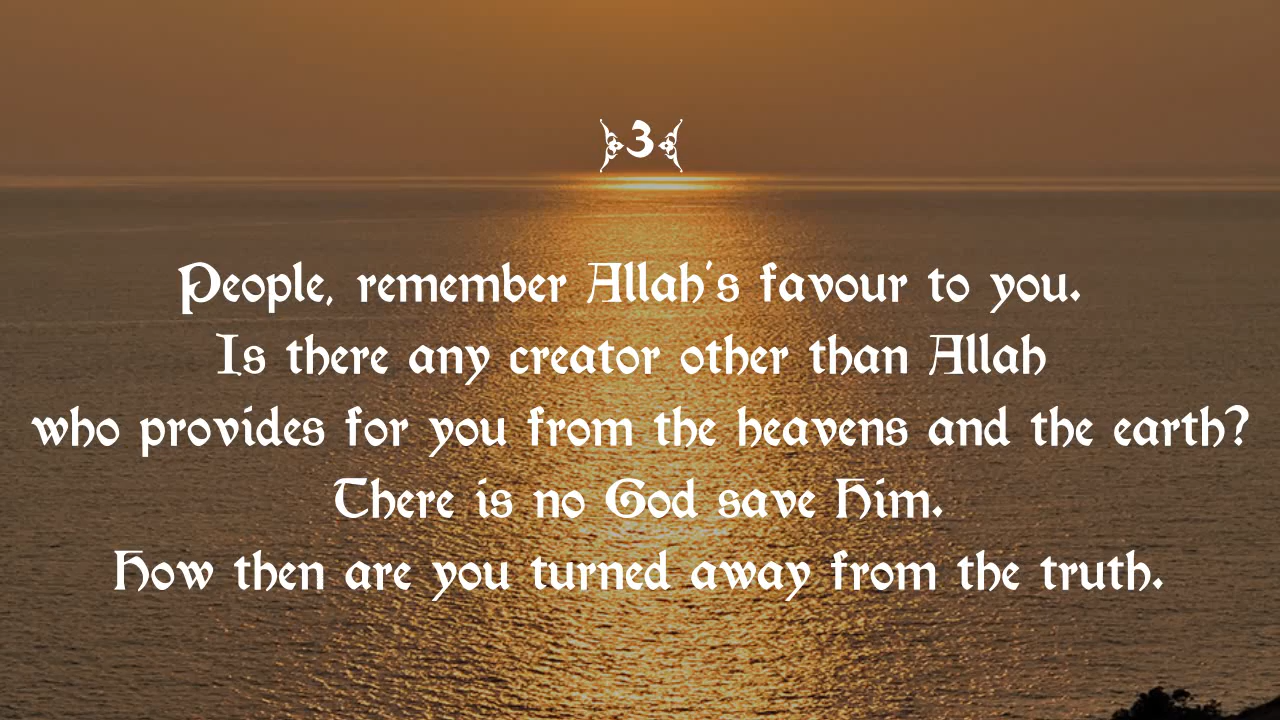 3
People, remember Allah's favour to you.
Is there any creator other than Allah
who provides for you from the heavens and the earth?
There is no God save Him.
How then are you turned away from the truth.